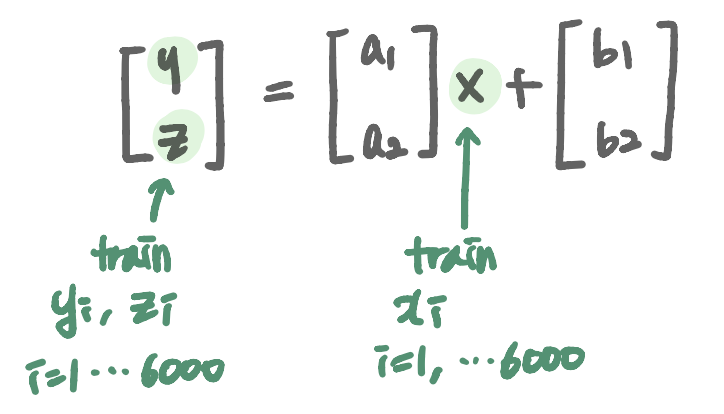 [y z] = [a1 a2] x + [b1 b2]
train
yi, zi
i=1 ... 6000
train
xi
i=1, ... 6000